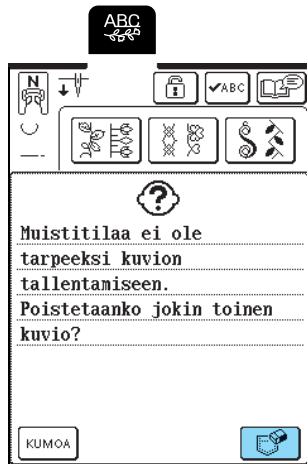 ABC
N
ABC
Muistitilaa ei ole
tarpeeksi kuvion
tallentamiseen.
Poistetaanko jokin toinen
kuvio?
KUMOA